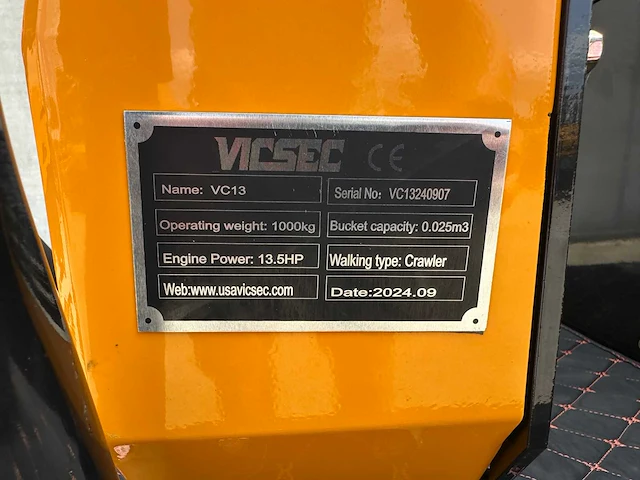 VICSEC CE
Name: VC13
Serial No: VC13240907
Operating weight: 1000kg
Bucket capacity: 0.025m3
Engine Power: 13.5HP
Walking type: Crawler
Web:www.usavicsec.com
Date:2024.09